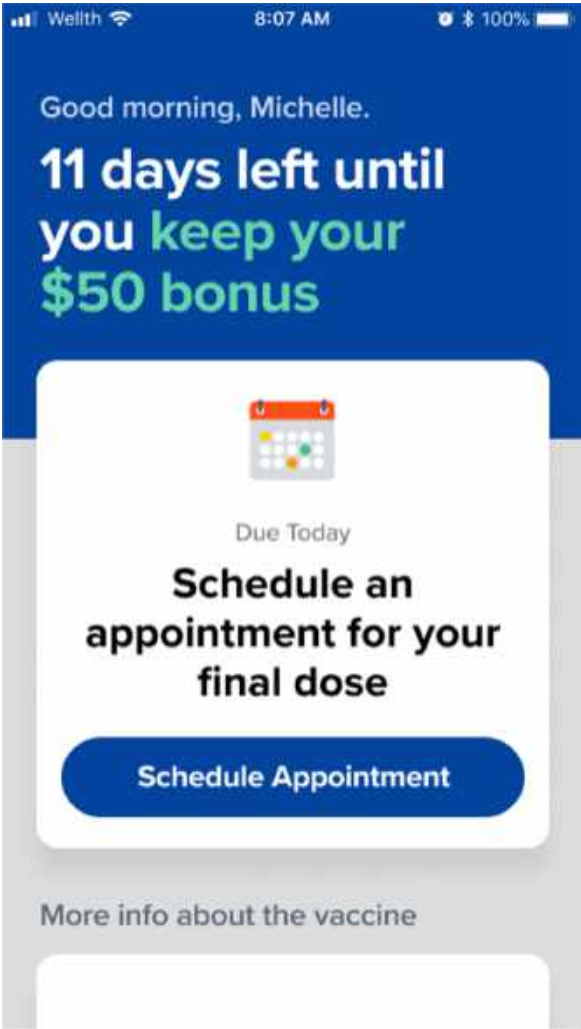 Wellth 8:07 AM 100%
Good morning, Michelle.
11 days left until
you keep your
$50 bonus
Due Today
Schedule an
appointment for your
final dose
Schedule Appointment
More info about the vaccine